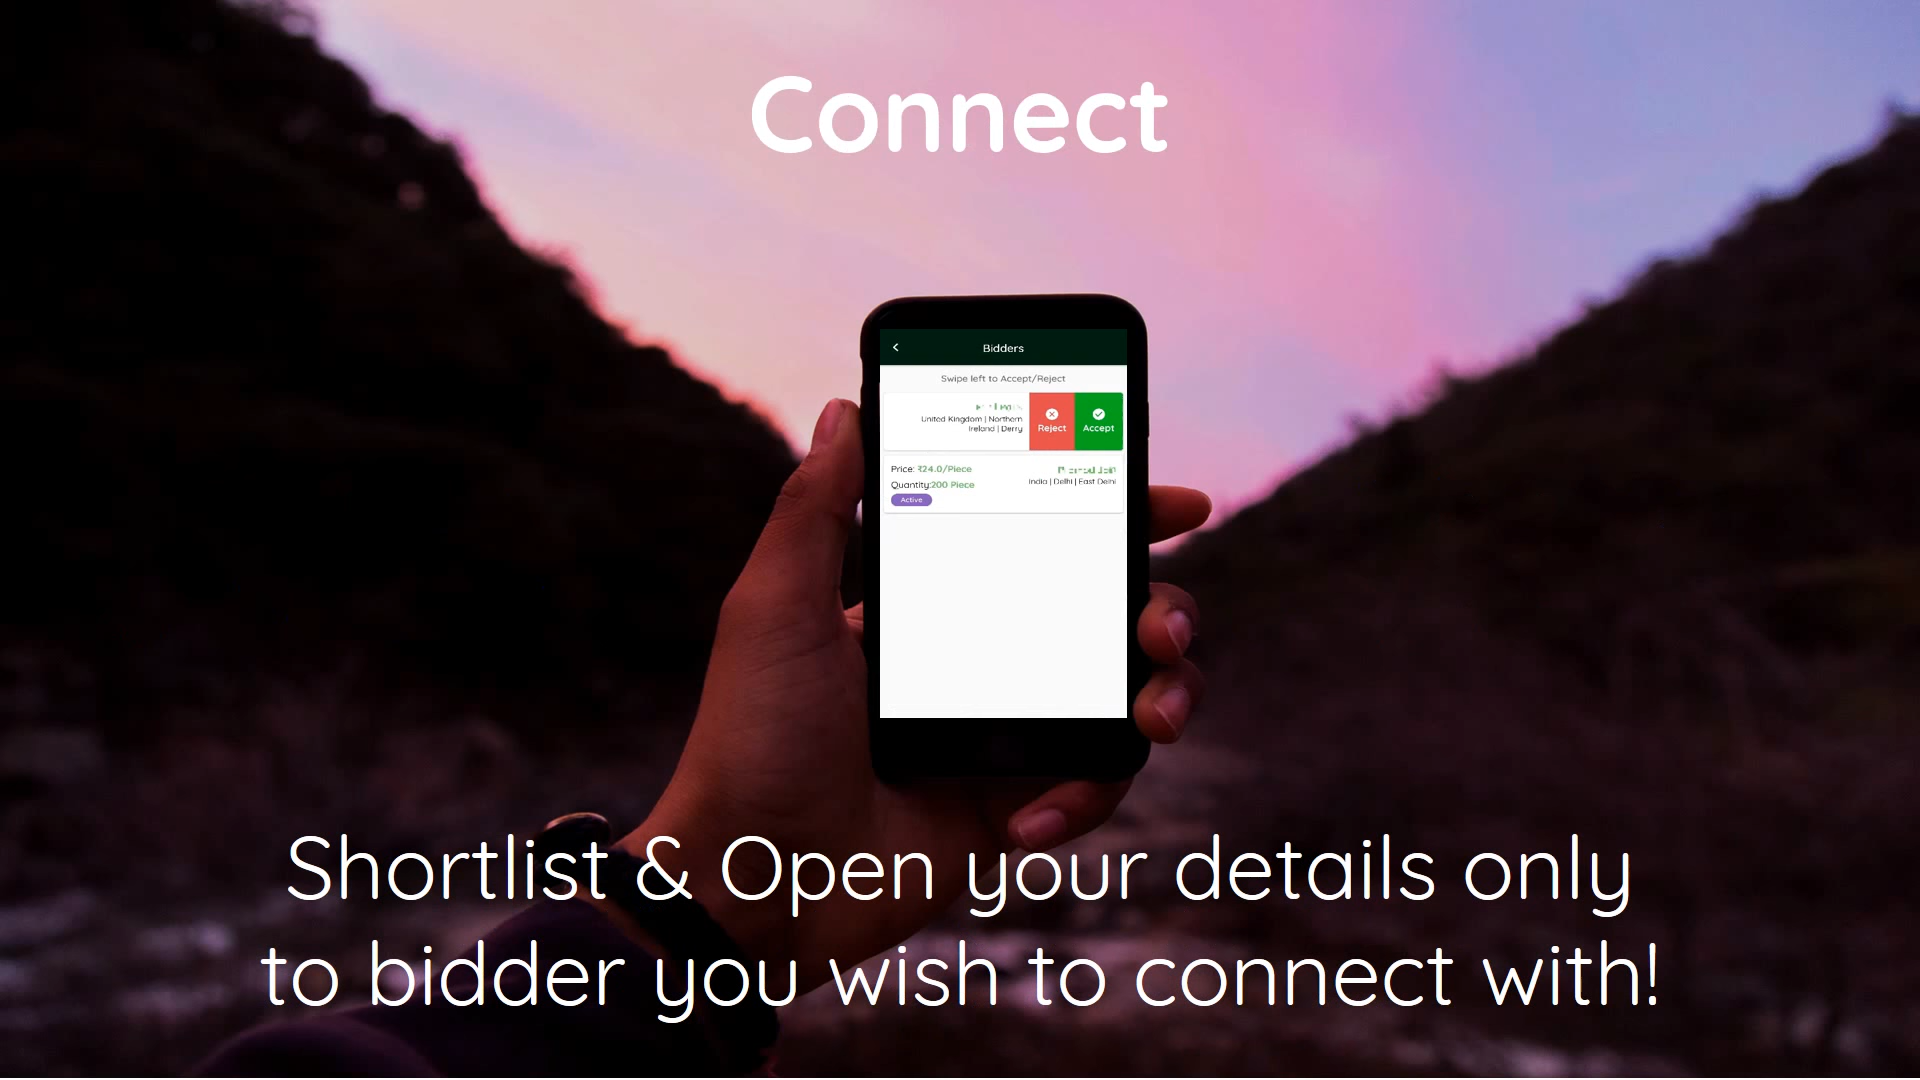 Connect
Bidders
Swipe left to Accept/Reject
United Kingdom | Northern
Ireland | Derry
Reject
Accept
Price: ₹24.0/Piece
Quantity:200 Piece
India | Delhi | East Delhi
Active
Shortlist & Open your details only
to bidder you wish to connect with!